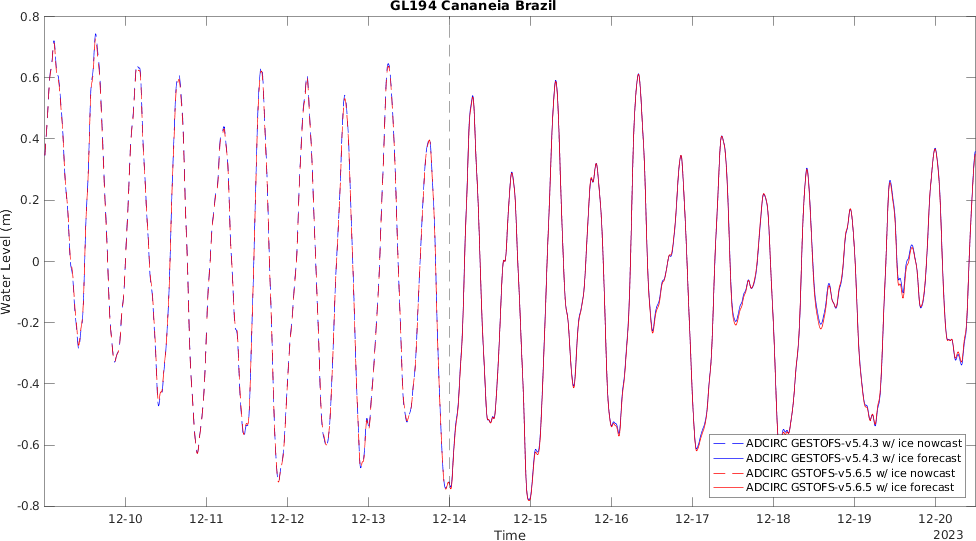 GL194 Cananeia Brazil
0.8
0.6
0.4
0.2
0
-0.2
-0.4
-0.6
-0.8
Water Level (m)
ADCIRC GESTOFS-v5.4.3 w/ ice nowcast
ADCIRC GESTOFS-v5.4.3 w/ ice forecast
ADCIRC GSTOFS-v5.6.5 w/ ice nowcast
ADCIRC GSTOFS-v5.6.5 w/ ice forecast
12-10 12-11 12-12 12-13 12-14 12-15 12-16 12-17 12-18 12-19 12-20
2023
Time